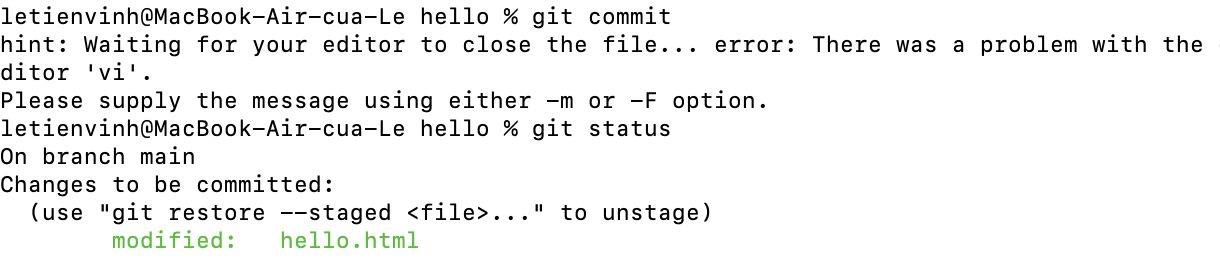 letienvinh@MacBook-Air-cua-Le hello % git commit
hint: Waiting for your editor to close the file... error: There was a problem with the
ditor 'vi'.
Please supply the message using either -m or -F option.
letienvinh@MacBook-Air-cua-Le hello % git status
On branch main
Changes to be committed:
  (use "git restore --staged <file>..." to unstage)
        modified:   hello.html